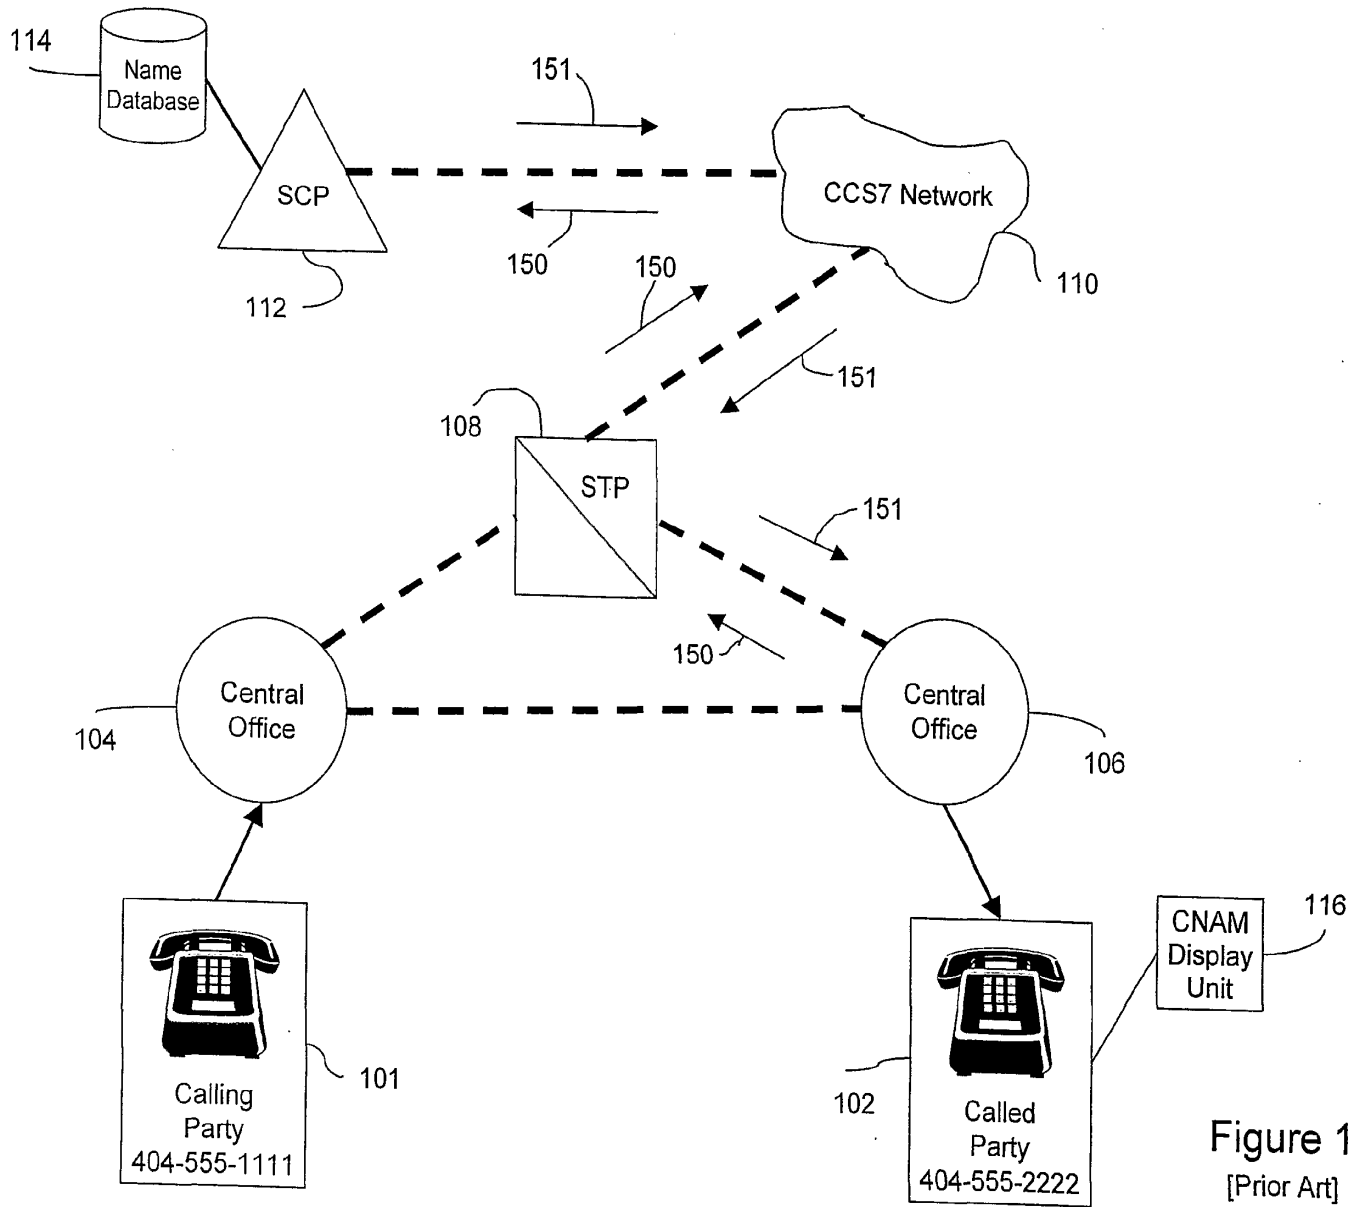 114
Name
Database
151
SCP
CCS7 Network
150
150
112
110
151
108
STP
151
150
Central
Office
Central
Office
104
106
CNAM
Display
Unit
116
101
102
Calling
Party
404-555-1111
Called
Party
404-555-2222
Figure 1
[Prior Art]